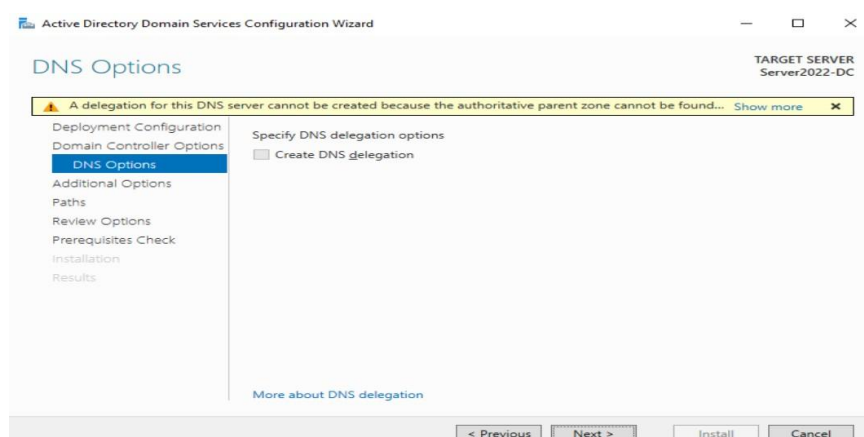 Active Directory Domain Services Configuration Wizard
DNS Options
TARGET SERVER
Server2022-DC
A delegation for this DNS server cannot be created because the authoritative parent zone cannot be found... Show more
Deployment Configuration
Domain Controller Options
DNS Options
Additional Options
Paths
Review Options
Prerequisites Check
Installation
Results
Specify DNS delegation options
Create DNS delegation
More about DNS delegation
< Previous Next > Install Cancel